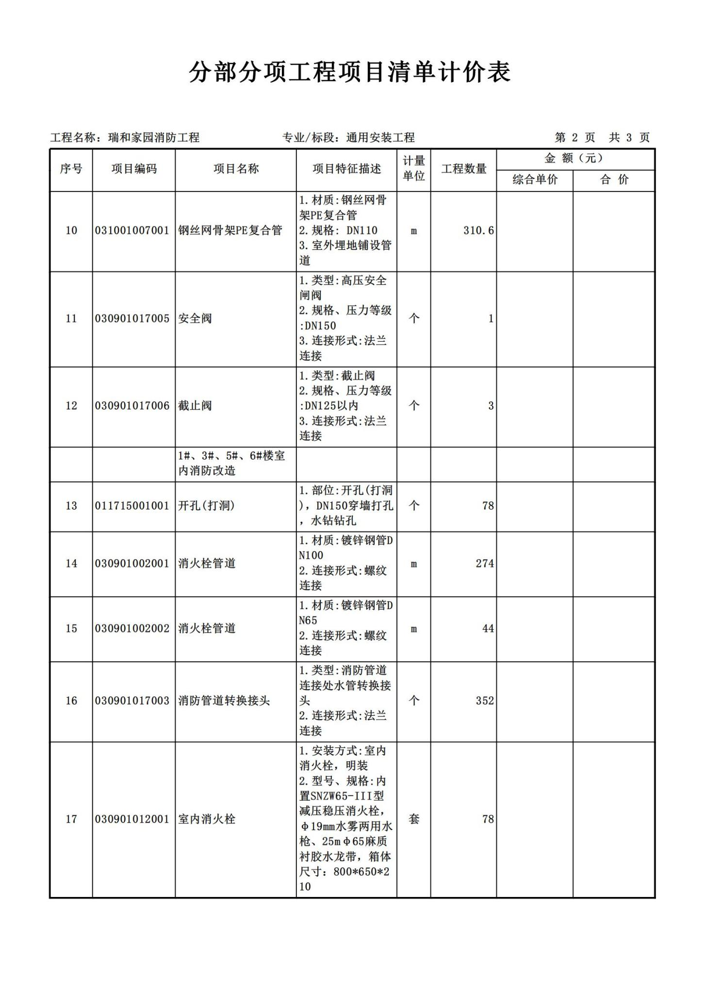 分部分项工程项目清单计价表
工程名称：瑞和家园消防工程 专业/标段：通用安装工程 第 2 页 共 3 页
序号 项目编码 项目名称 项目特征描述 计量单位 工程数量 金 额（元）
综合单价 合 价
10 031001007001 钢丝网骨架PE复合管
1.材质:钢丝网骨
架PE复合管
2.规格: DN110
3.室外埋地铺设管
道
m 310.6
11 030901017005 安全阀
1.类型:高压安全
闸阀
2.规格、压力等级
:DN150
3.连接形式:法兰
连接
个 1
12 030901017006 截止阀
1.类型:截止阀
2.规格、压力等级
:DN125以内
3.连接形式:法兰
连接
个 3
1#、3#、5#、6#楼室
内消防改造
13 011715001001 开孔(打洞)
1.部位:开孔(打洞
)，DN150穿墙打孔
，水钻钻孔
个 78
14 030901002001 消火栓管道
1.材质:镀锌钢管D
N100
2.连接形式:螺纹
连接
m 274
15 030901002002 消火栓管道
1.材质:镀锌钢管D
N65
2.连接形式:螺纹
连接
m 44
16 030901017003 消防管道转换接头
1.类型:消防管道
连接处水管转换接
头
2.连接形式:法兰
连接
个 352
17 030901012001 室内消火栓
1.安装方式:室内
消火栓，明装
2.型号、规格:内
置SNZW65-III型
减压稳压消火栓，
φ19mm水雾两用水
枪、25mφ65麻质
衬胶水龙带，箱体
尺寸：800*650*2
10
套 78